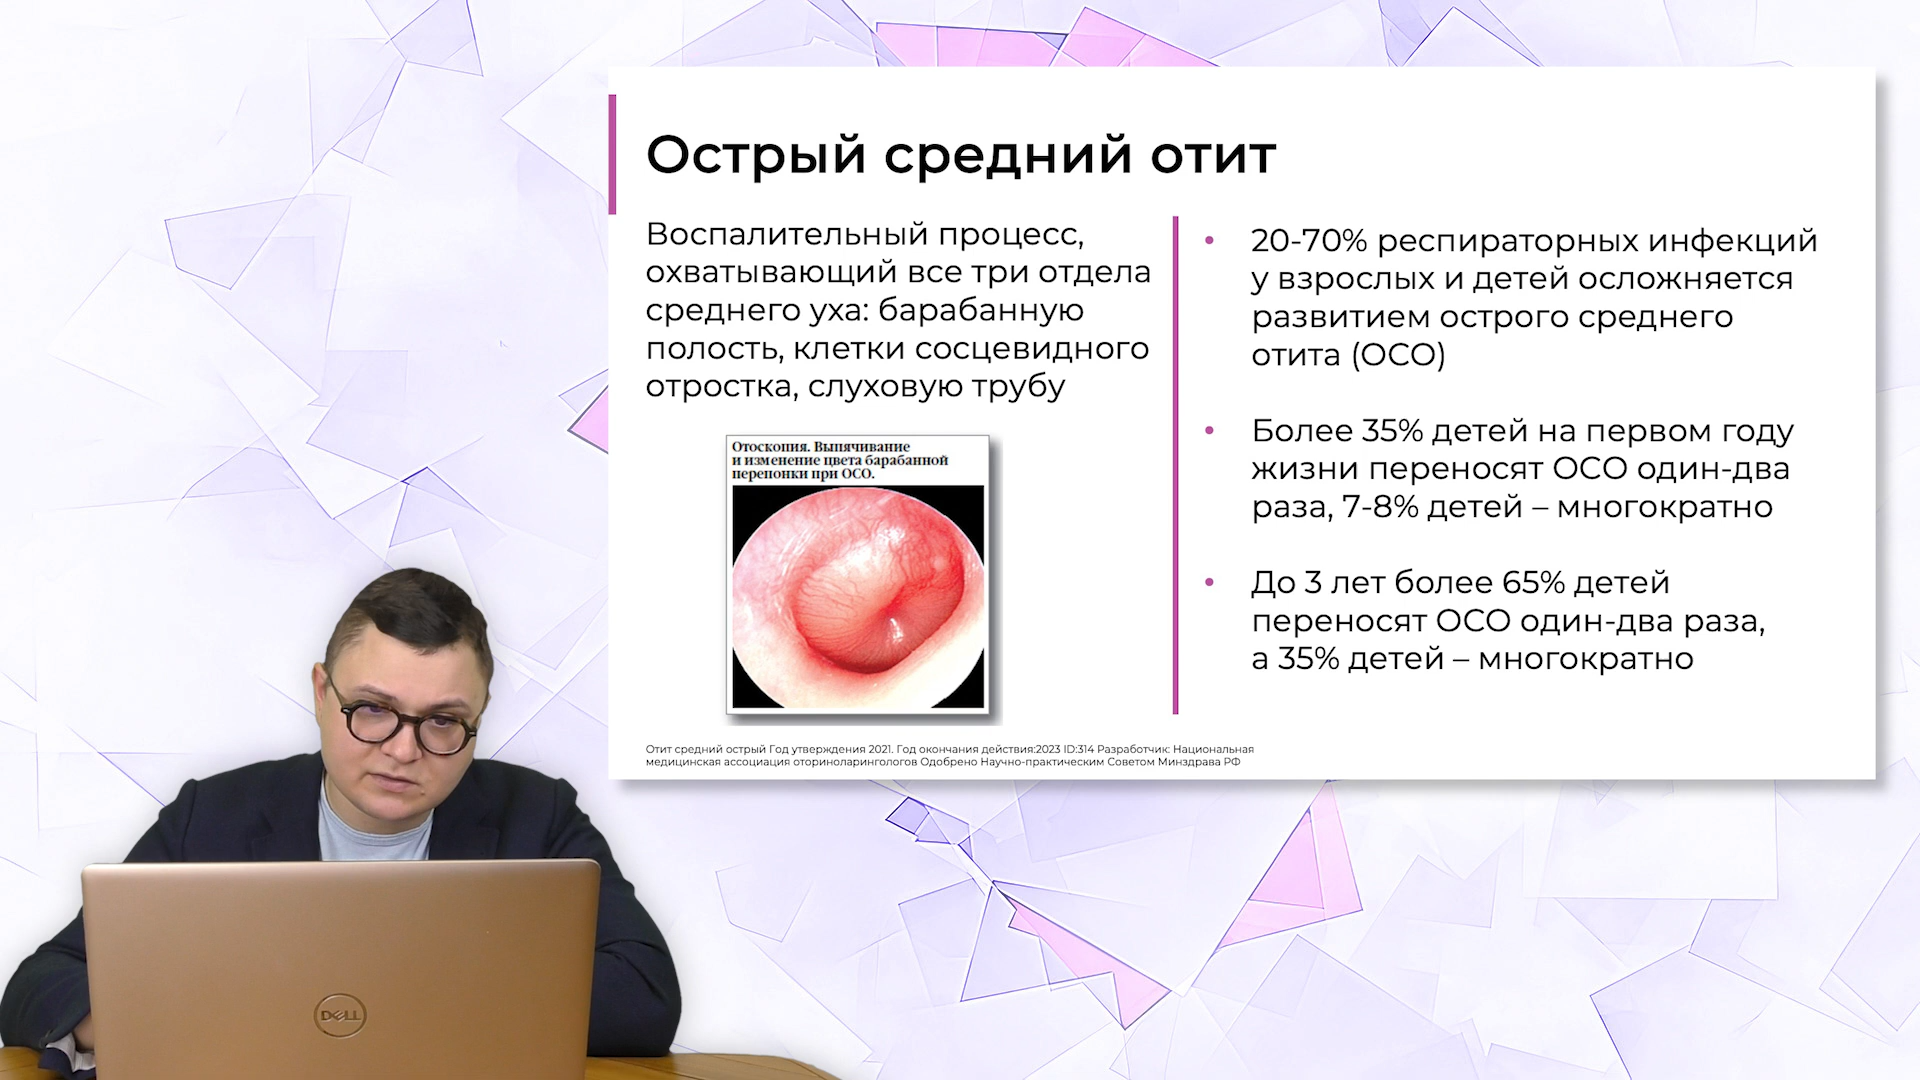 Острый средний отит
Воспалительный процесс,
охватывающий все три отдела
среднего уха: барабанную
полость, клетки сосцевидного
отростка, слуховую трубу
Отоскопия. Выпячивание
и изменение цвета барабанной
перепонки при ОСО.
• 20-70% респираторных инфекций
у взрослых и детей осложняется
развитием острого среднего
отита (ОСО)
• Более 35% детей на первом году
жизни переносят ОСО один-два
раза, 7-8% детей – многократно
• До 3 лет более 65% детей
переносят ОСО один-два раза,
а 35% детей – многократно
Отит средний острый Год утверждения 2021. Год окончания действия:2023 ID:314 Разработчик: Национальная
медицинская ассоциация оториноларингологов Одобрено Научно-практическим Советом Минздрава РФ
DELL